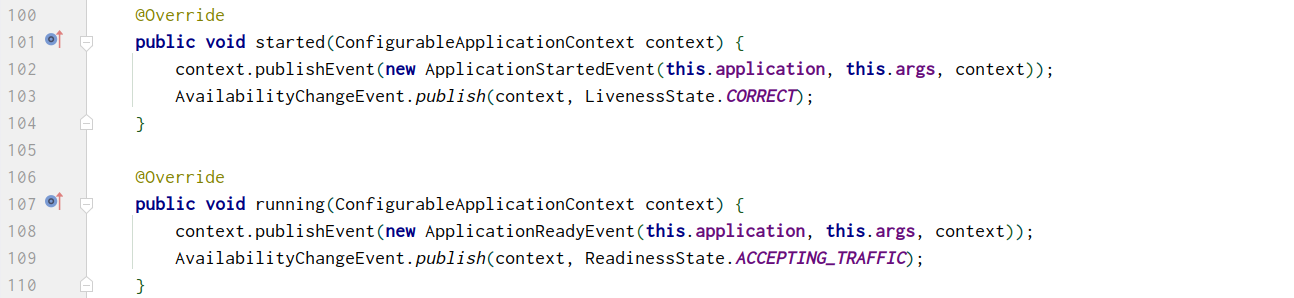 100 @Override
101 public void started(ConfigurableApplicationContext context) {
102 context.publishEvent(new ApplicationStartedEvent(this.application, this.args, context));
103 AvailabilityChangeEvent.publish(context, LivenessState.CORRECT);
104 }
105
106 @Override
107 public void running(ConfigurableApplicationContext context) {
108 context.publishEvent(new ApplicationReadyEvent(this.application, this.args, context));
109 AvailabilityChangeEvent.publish(context, ReadinessState.ACCEPTING_TRAFFIC);
110 }